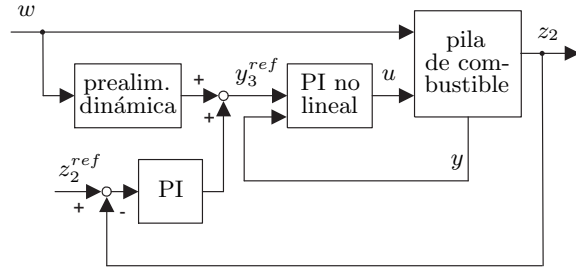 w
z₂
pila
de com-
bustible
prealim.
dinámica
+
+
y₃ʳᵉᶠ
PI no
lineal
u
y
z₂ʳᵉᶠ
+
-
PI